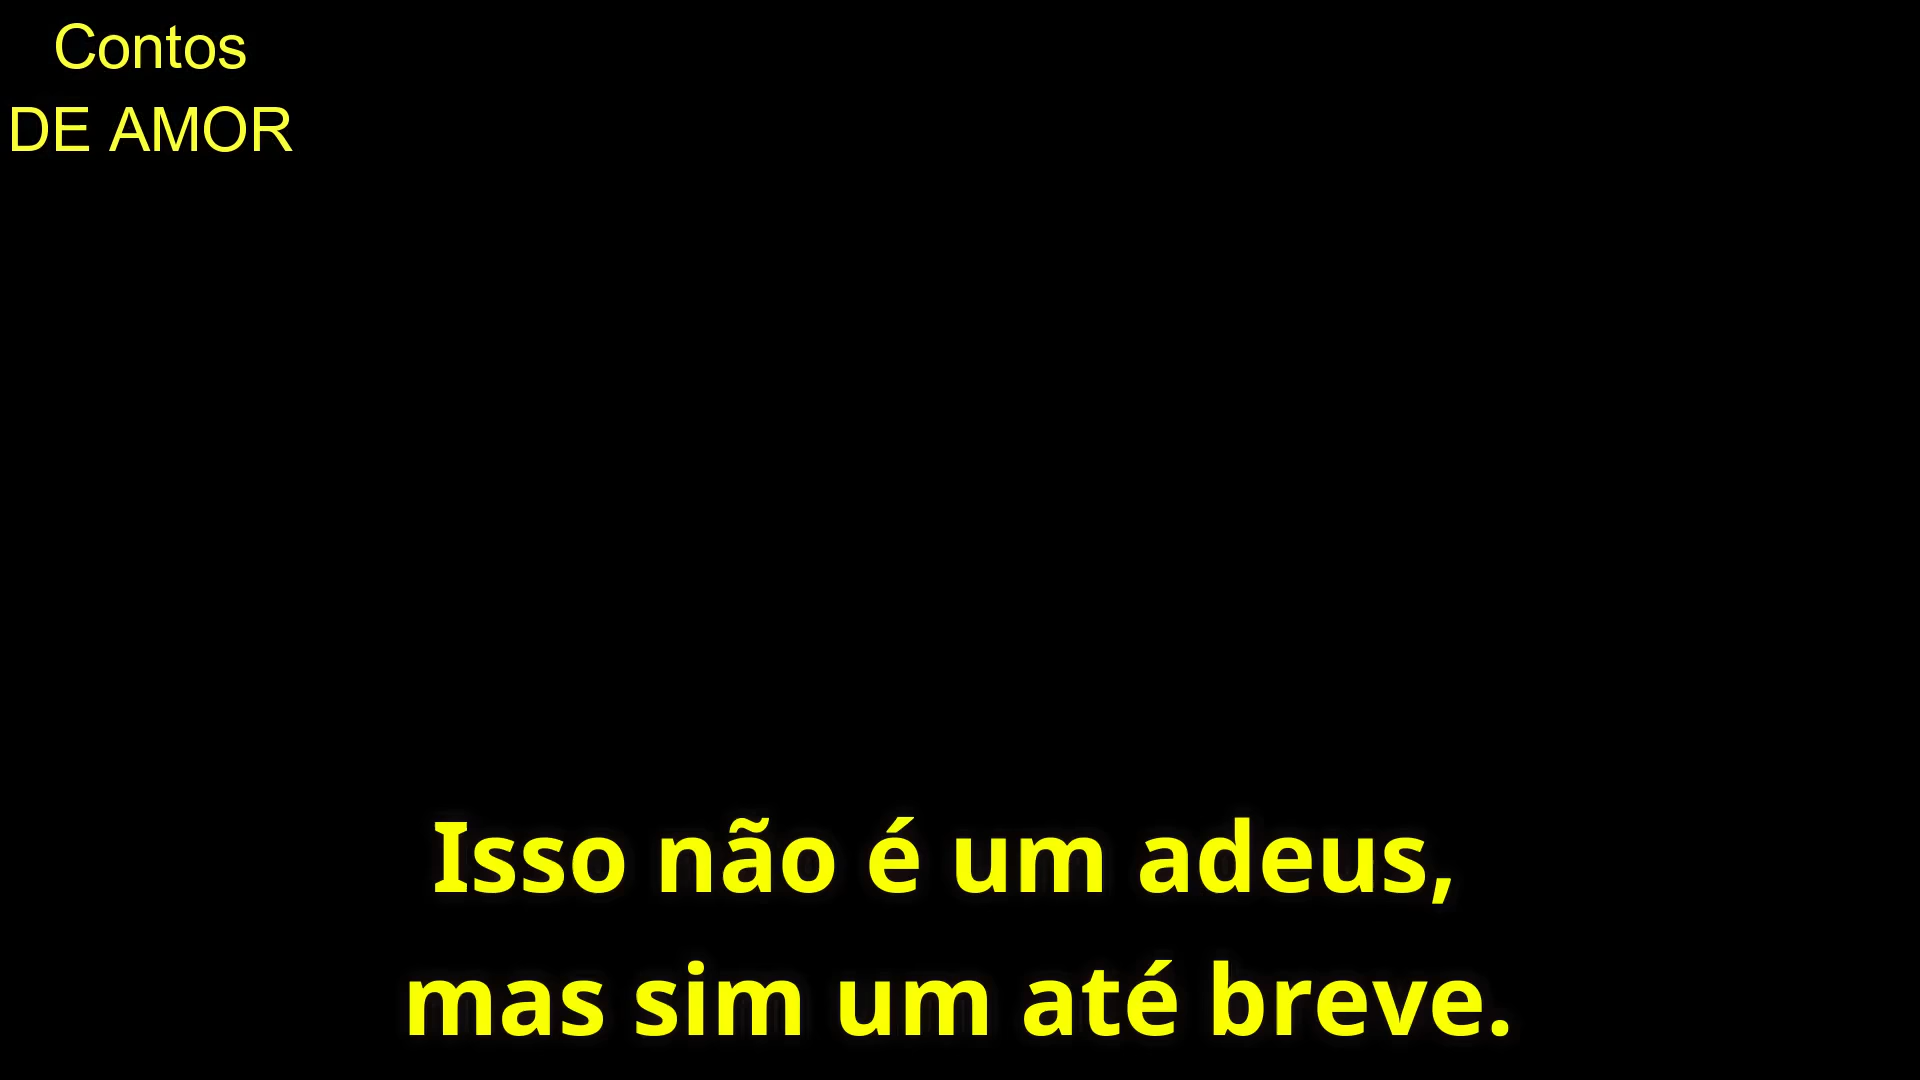 Contos
DE AMOR
Isso não é um adeus,
mas sim um até breve.